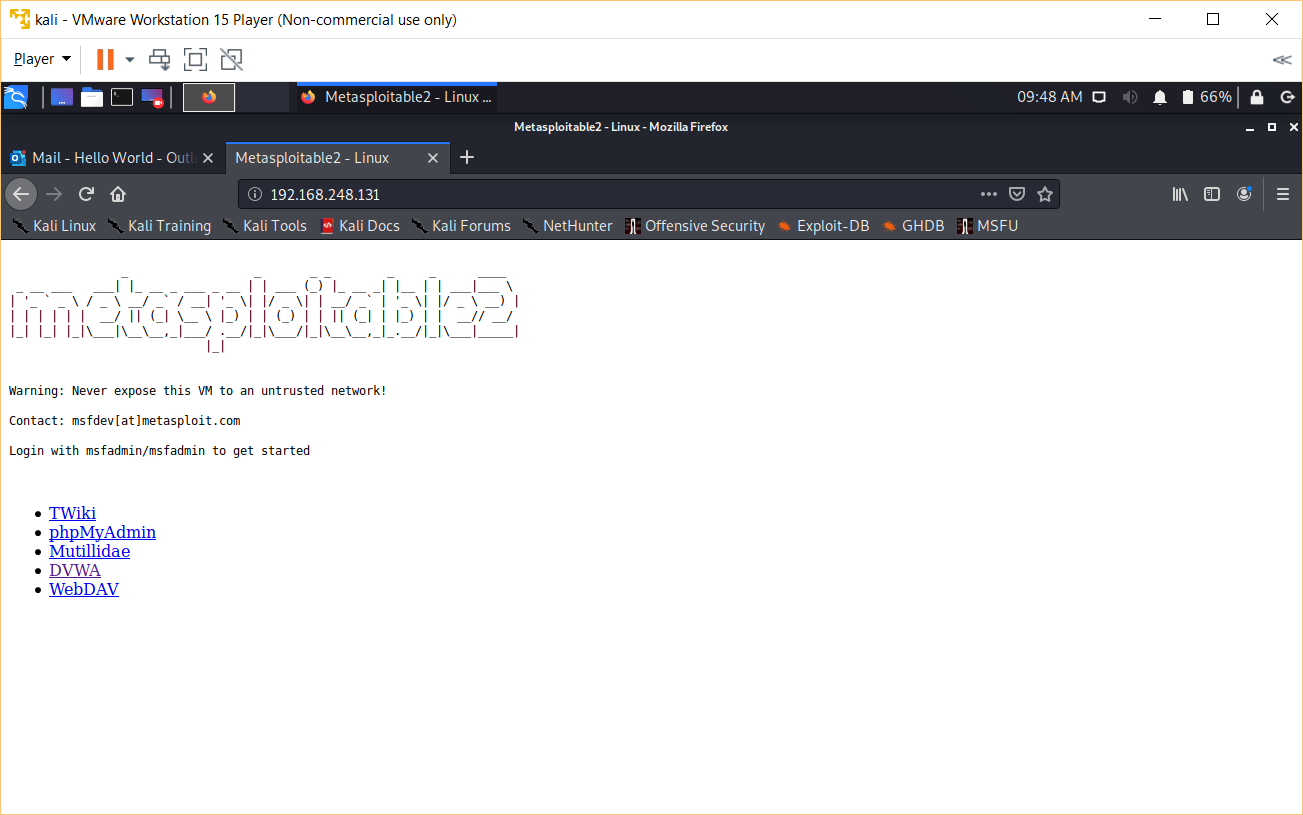 kali - VMware Workstation 15 Player (Non-commercial use only)
Player
Metasploitable2 - Linux ...
09:48 AM
66%
Metasploitable2 - Linux - Mozilla Firefox
Mail - Hello World - Outl
Metasploitable2 - Linux
192.168.248.131
Kali Linux
Kali Training
Kali Tools
Kali Docs
Kali Forums
NetHunter
Offensive Security
Exploit-DB
GHDB
MSFU
metasploitable2
Warning: Never expose this VM to an untrusted network!
Contact: msfdev[at]metasploit.com
Login with msfadmin/msfadmin to get started
TWiki
phpMyAdmin
Mutillidae
DVWA
WebDAV